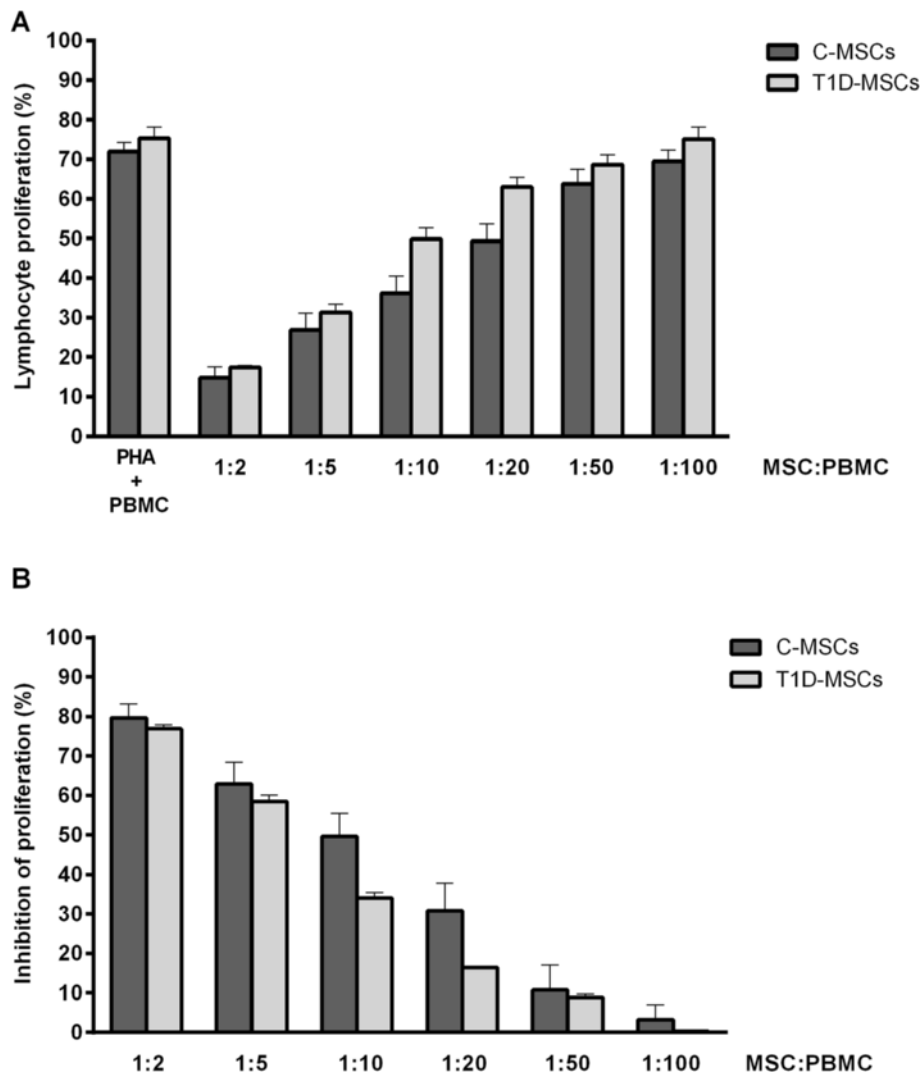 A
C-MSCs
T1D-MSCs
Lymphocyte proliferation (%)
100
90
80
70
60
50
40
30
20
10
0
PHA
+
PBMC
1:2 1:5 1:10 1:20 1:50 1:100 MSC:PBMC
B
C-MSCs
T1D-MSCs
Inhibition of proliferation (%)
100
90
80
70
60
50
40
30
20
10
0
1:2 1:5 1:10 1:20 1:50 1:100 MSC:PBMC